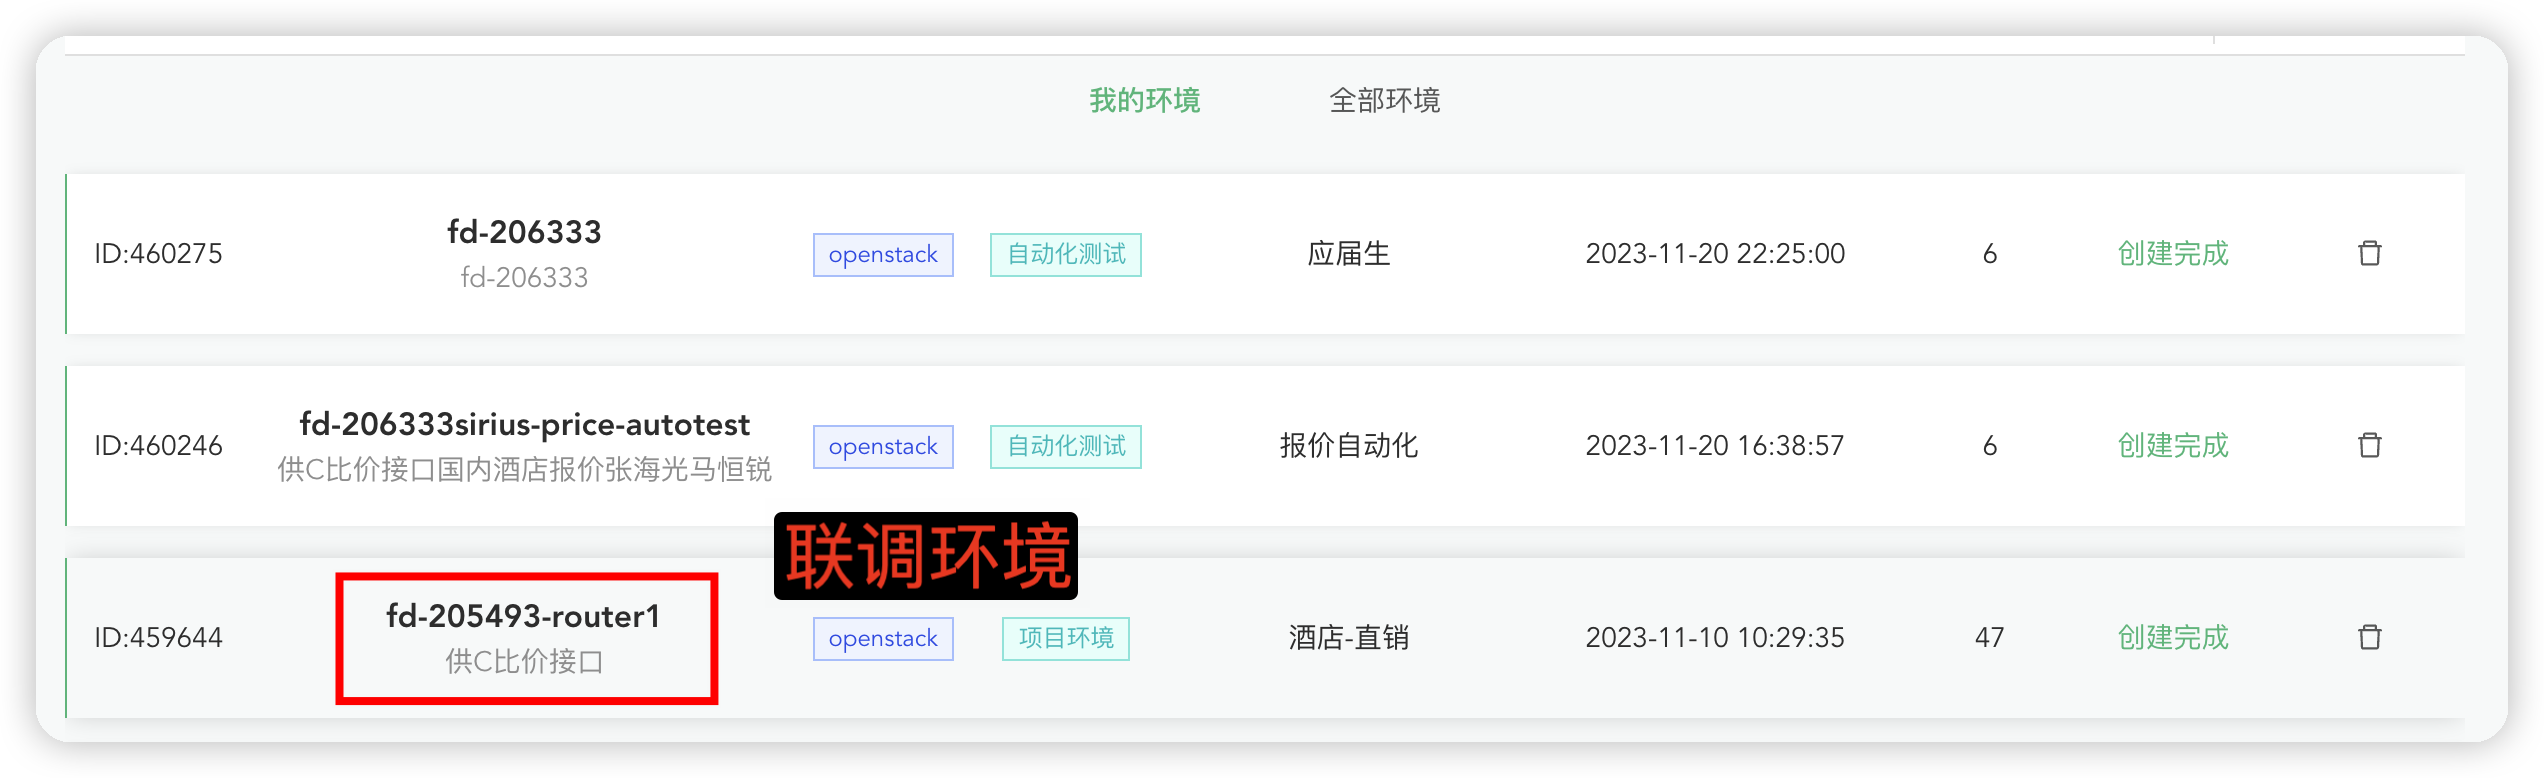 我的环境 全部环境
ID:460275
fd-206333
fd-206333
openstack 自动化测试 应届生 2023-11-20 22:25:00 6 创建完成
ID:460246
fd-206333sirius-price-autotest
供C比价接口国内酒店报价张海光马恒锐
openstack 自动化测试 报价自动化 2023-11-20 16:38:57 6 创建完成
联调环境
ID:459644
fd-205493-router1
供C比价接口
openstack 项目环境 酒店-直销 2023-11-10 10:29:35 47 创建完成